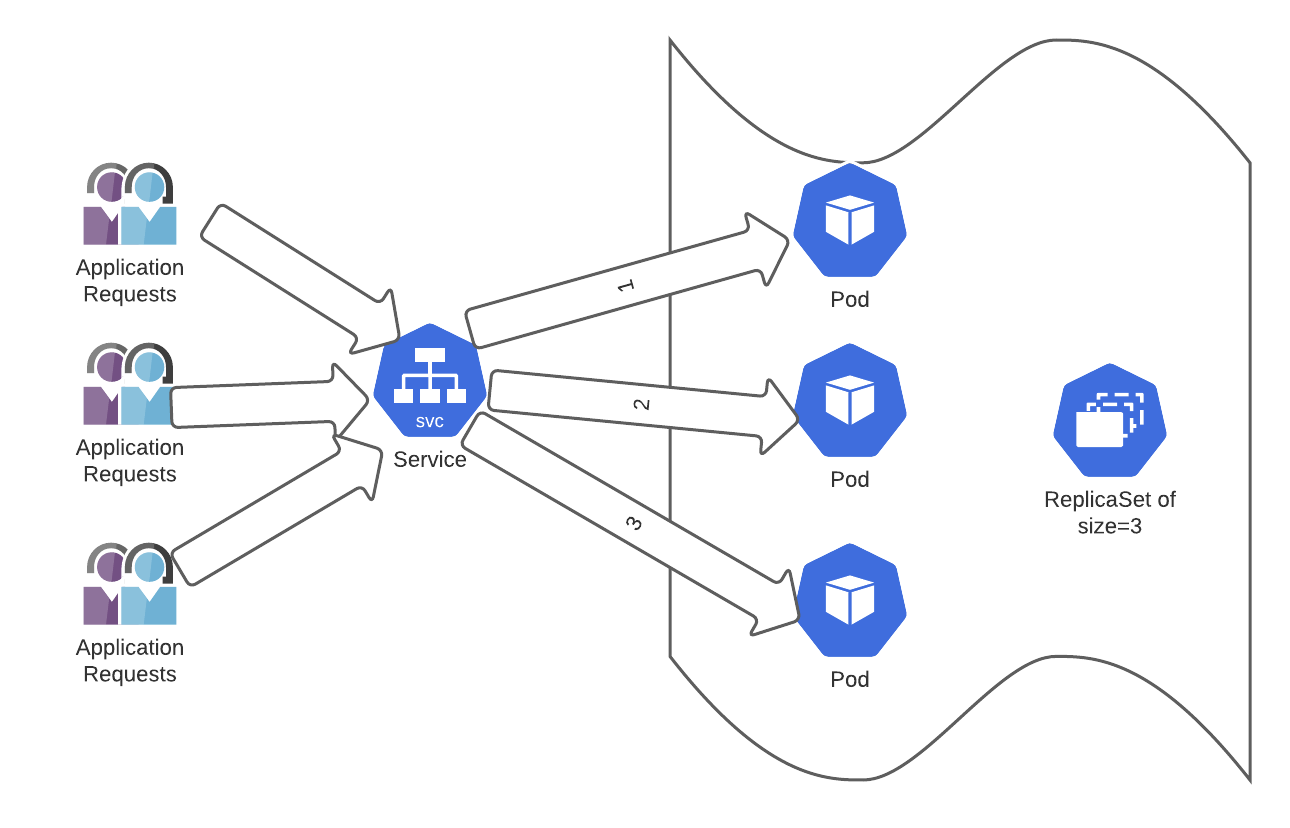 Application
Requests
Application
Requests
Application
Requests
svc
Service
1
2
3
Pod
Pod
Pod
ReplicaSet of
size=3